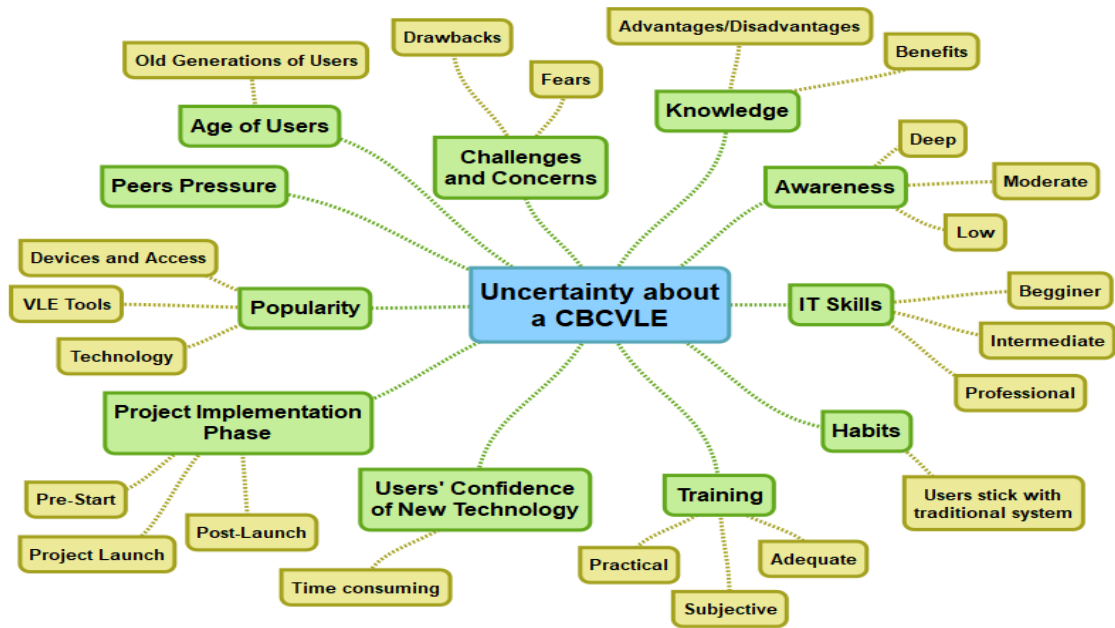 Advantages/Disadvantages
Drawbacks
Benefits
Old Generations of Users
Fears
Knowledge
Age of Users
Deep
Challenges
and Concerns
Peers Pressure
Awareness
Moderate
Low
Devices and Access
VLE Tools
Popularity
Technology
Uncertainty about
a CBCVLE
IT Skills
Begginer
Intermediate
Professional
Project Implementation
Phase
Habits
Users' Confidence
of New Technology
Training
Users stick with
traditional system
Pre-Start
Post-Launch
Project Launch
Practical
Adequate
Time consuming
Subjective